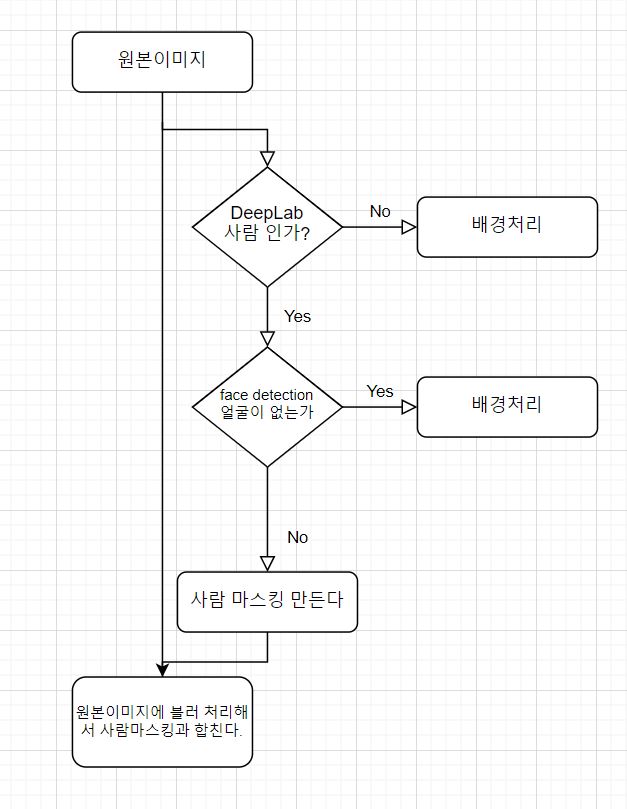 원본이미지
DeepLab
사람 인가?
No
배경처리
Yes
face detection
얼굴이 없는가
Yes
배경처리
No
사람 마스킹 만든다
원본이미지에 블러 처리해
서 사람마스킹과 합친다.